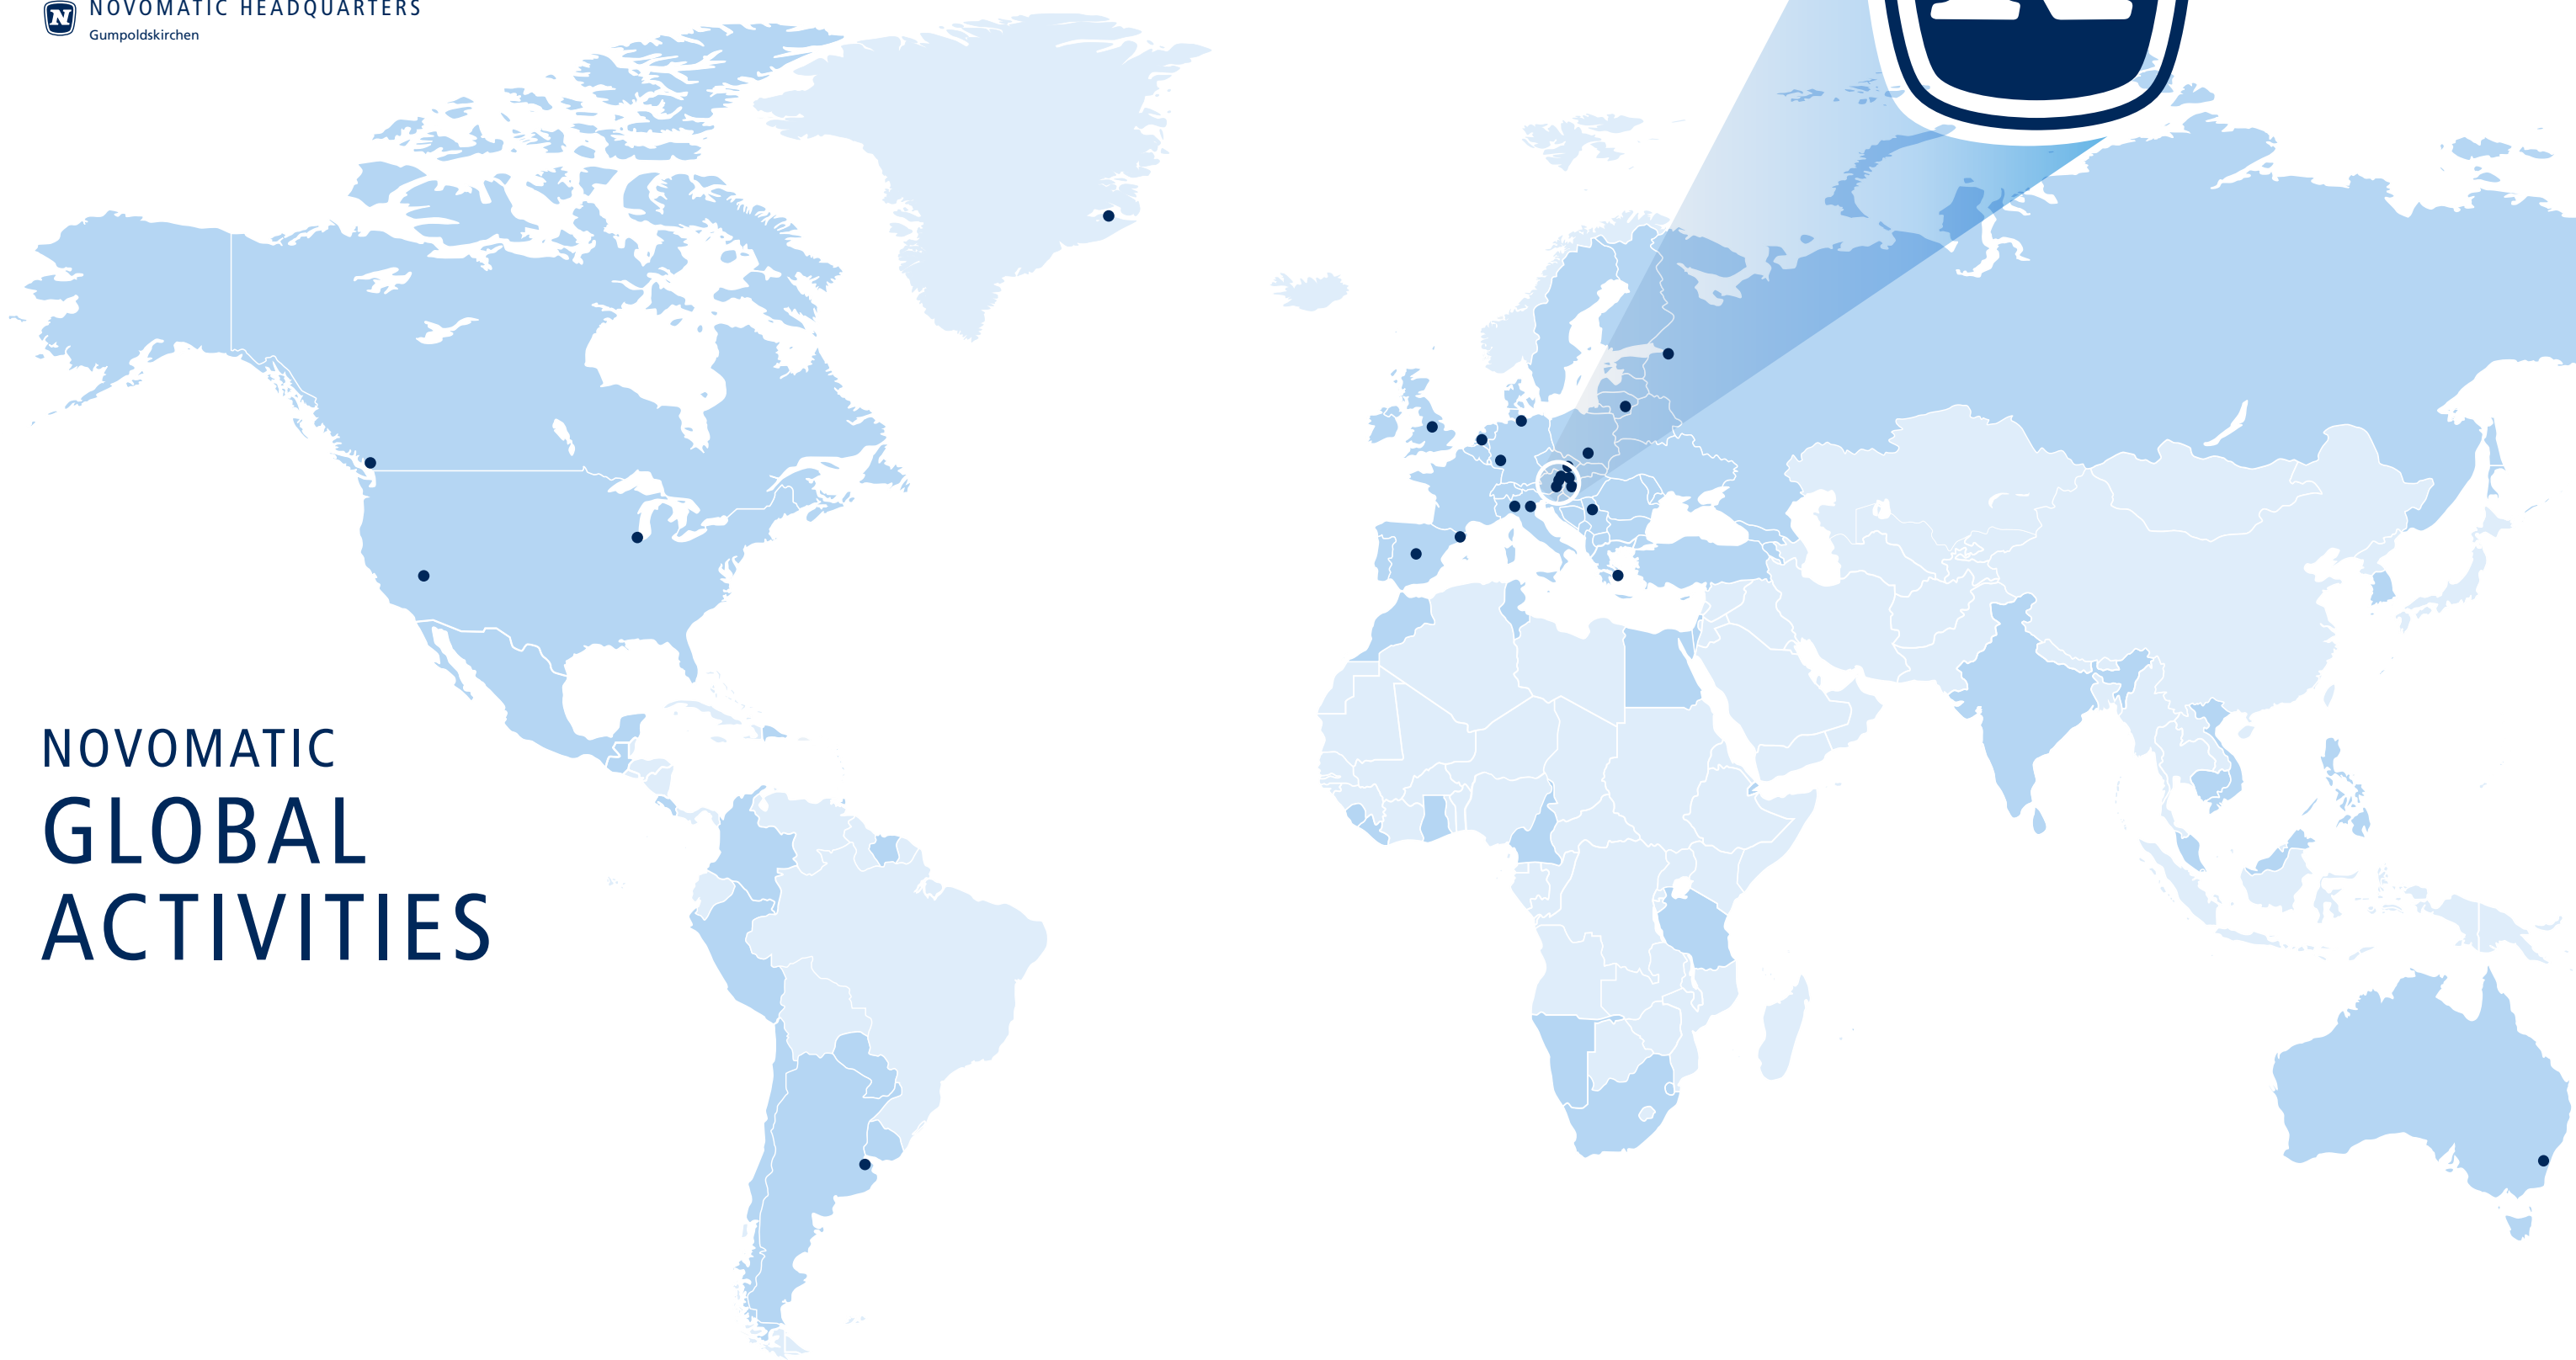 N NOVOMATIC HEADQUARTERS
Gumpoldskirchen
NOVOMATIC
GLOBAL
ACTIVITIES